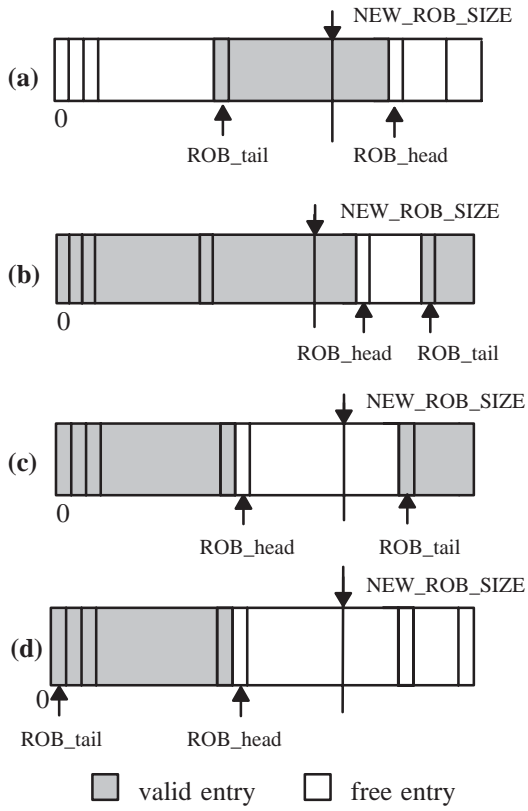 NEW_ROB_SIZE
(a)
0
ROB_tail
ROB_head
NEW_ROB_SIZE
(b)
0
ROB_head
ROB_tail
NEW_ROB_SIZE
(c)
0
ROB_head
ROB_tail
NEW_ROB_SIZE
(d)
0
ROB_tail
ROB_head
valid entry
free entry